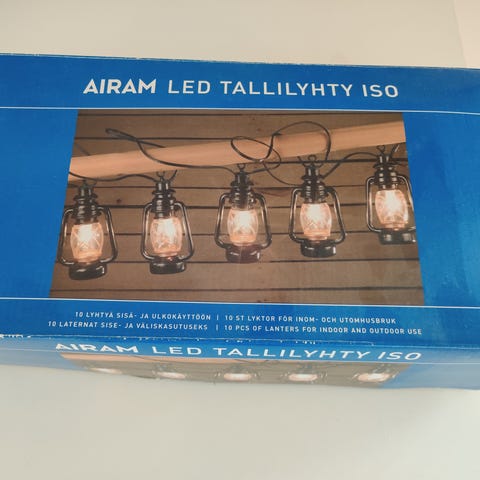 AIRAM LED TALLILYHTY ISO
10 LYHTYÄ SISÄ- JA ULKOKÄYTTÖÖN | 10 ST LYKTOR FÖR INOM- OCH UTOMHUSBRUK
10 LATERNAT SISE- JA VÄLISKASUTUSEKS | 10 PCS OF LANTERS FOR INDOOR AND OUTDOOR USE
AIRAM LED TALLILYHTY ISO